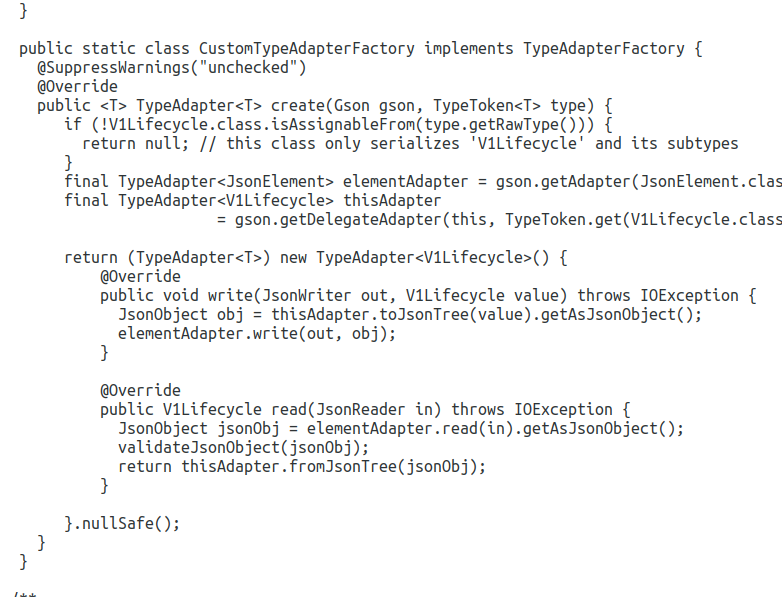 }
public static class CustomTypeAdapterFactory implements TypeAdapterFactory {
@SuppressWarnings("unchecked")
@Override
public <T> TypeAdapter<T> create(Gson gson, TypeToken<T> type) {
if (!V1Lifecycle.class.isAssignableFrom(type.getRawType())) {
return null; // this class only serializes 'V1Lifecycle' and its subtypes
}
final TypeAdapter<JsonElement> elementAdapter = gson.getAdapter(JsonElement.clas
final TypeAdapter<V1Lifecycle> thisAdapter
= gson.getDelegateAdapter(this, TypeToken.get(V1Lifecycle.class
return (TypeAdapter<T>) new TypeAdapter<V1Lifecycle>() {
@Override
public void write(JsonWriter out, V1Lifecycle value) throws IOException {
JsonObject obj = thisAdapter.toJsonTree(value).getAsJsonObject();
elementAdapter.write(out, obj);
}
@Override
public V1Lifecycle read(JsonReader in) throws IOException {
JsonObject jsonObj = elementAdapter.read(in).getAsJsonObject();
validateJsonObject(jsonObj);
return thisAdapter.fromJsonTree(jsonObj);
}
}.nullSafe();
}
}
/**